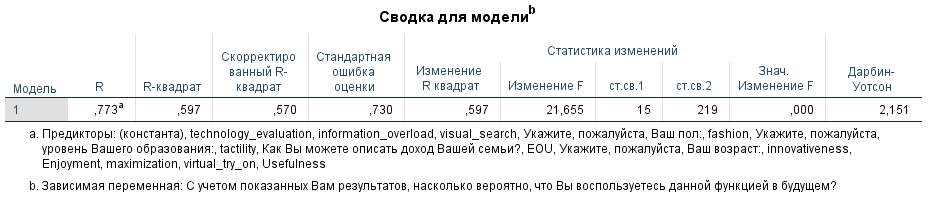 Сводка для модели b
Статистика изменений
Модель R R-квадрат Скорректиро ванный R- квадрат Стандартная ошибка оценки Изменение R квадрат Изменение F ст.св.1 ст.св.2 Знач. Изменение F Дарбин- Уотсон
1 ,773a ,597 ,570 ,730 ,597 21,655 15 219 ,000 2,151
a. Предикторы: (константа), technology_evaluation, information_overload, visual_search, Укажите, пожалуйста, Ваш пол:, fashion, Укажите, пожалуйста,
уровень Вашего образования:, tactility, Как Вы можете описать доход Вашей семьи?, EOU, Укажите, пожалуйста, Ваш возраст:, innovativeness,
Enjoyment, maximization, virtual_try_on, Usefulness
b. Зависимая переменная: С учетом показанных Вам результатов, насколько вероятно, что Вы воспользуетесь данной функцией в будущем?